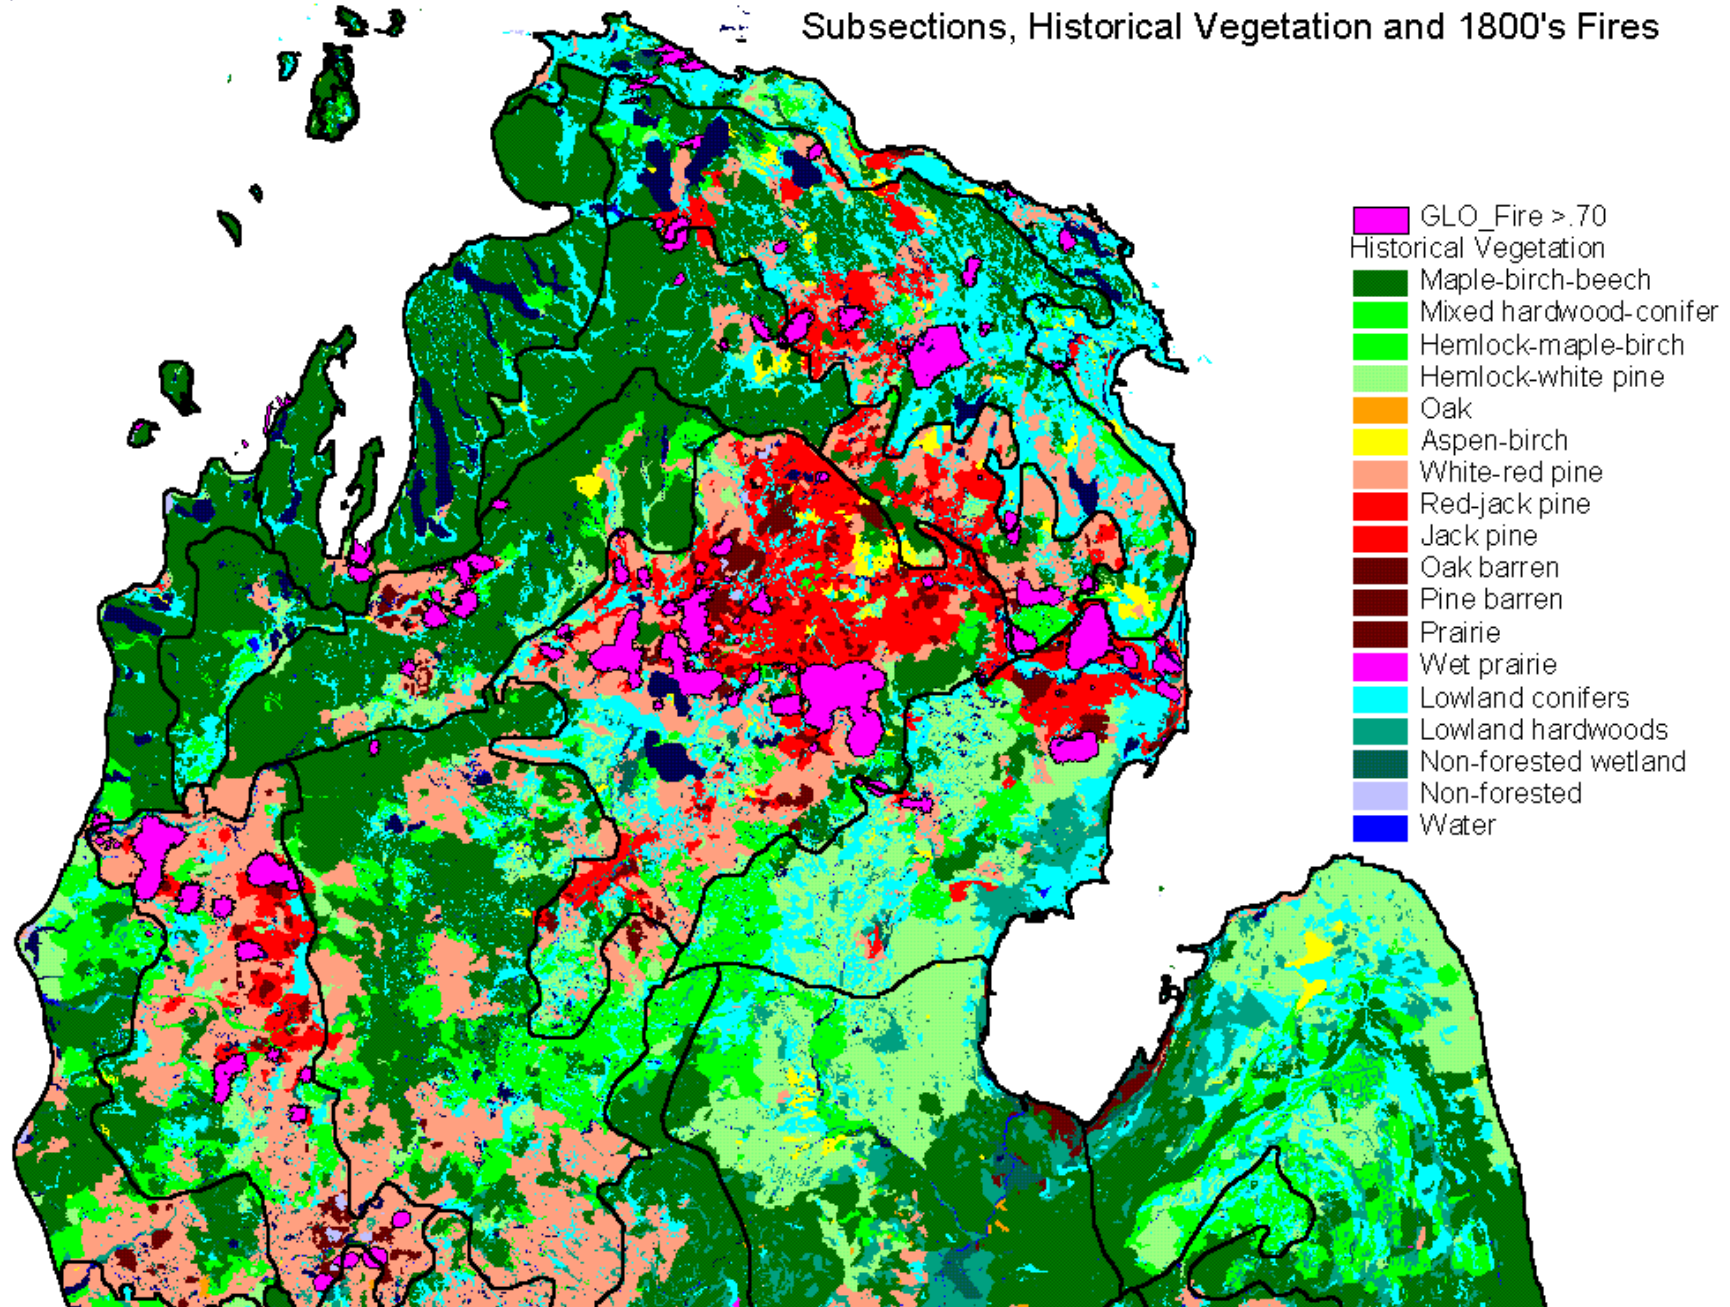 Subsections, Historical Vegetation and 1800's Fires
GLO_Fire >.70
Historical Vegetation
Maple-birch-beech
Mixed hardwood-conifer
Hemlock-maple-birch
Hemlock-white pine
Oak
Aspen-birch
White-red pine
Red-jack pine
Jack pine
Oak barren
Pine barren
Prairie
Wet prairie
Lowland conifers
Lowland hardwoods
Non-forested wetland
Non-forested
Water